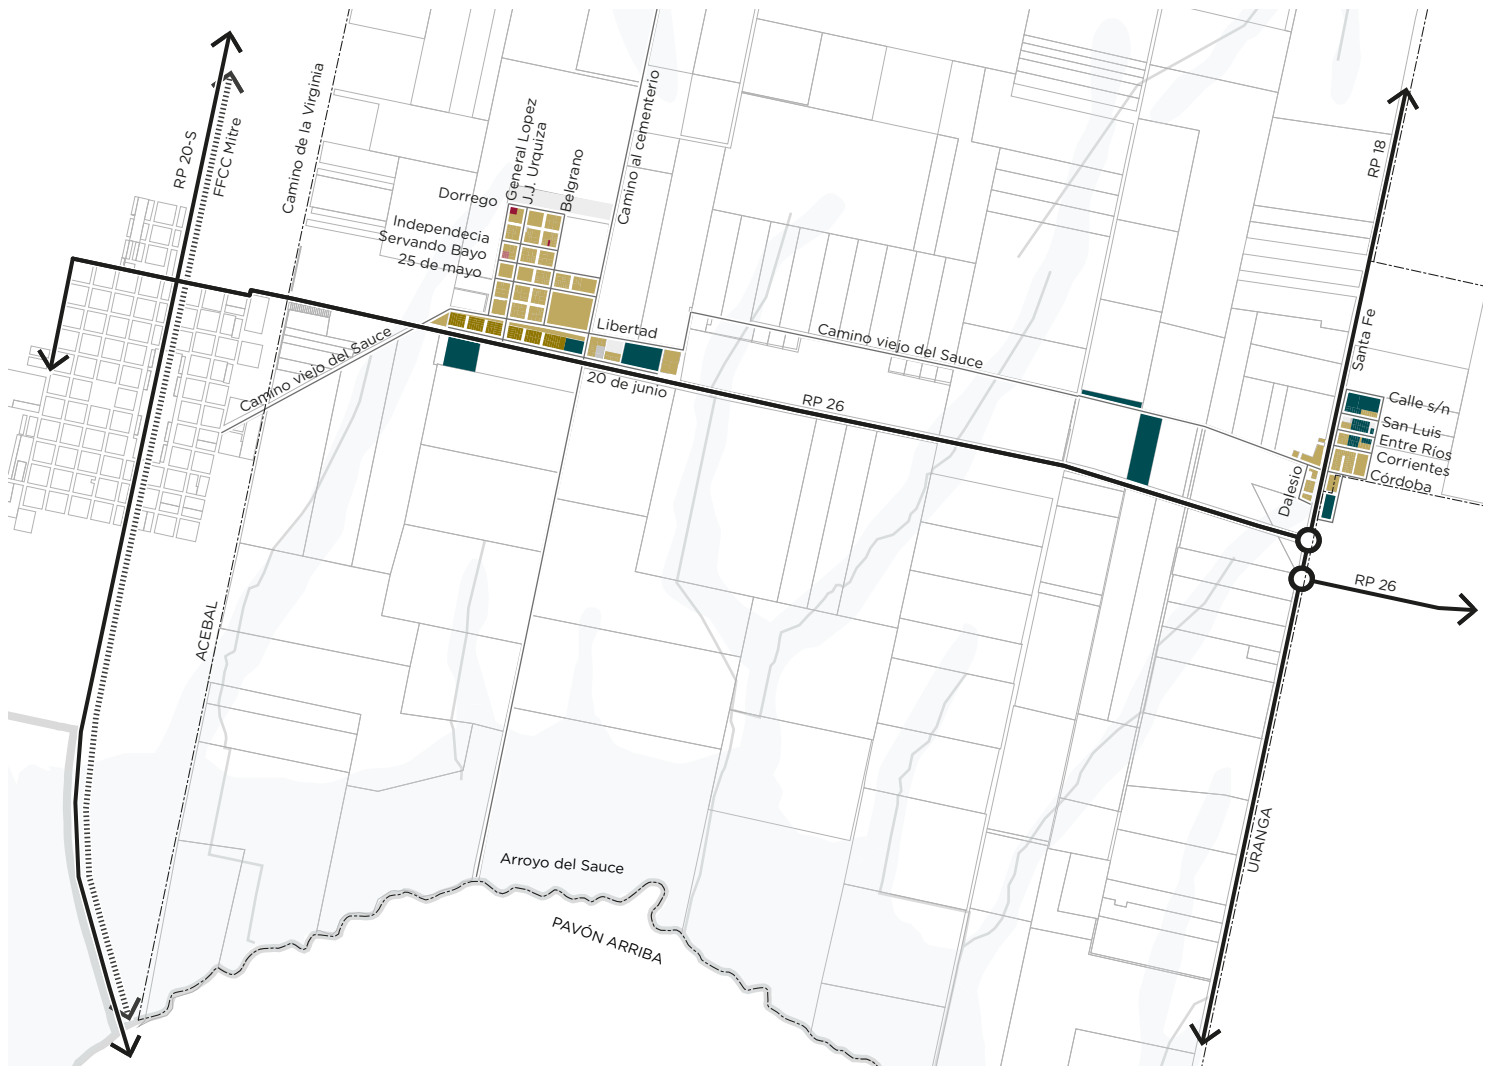 RP 20-S
FFCC Mitre
Camino de la Virginia
General Lopez
J.J. Urquiza
Belgrano
Camino al cementerio
Dorrego
Independecia
Servando Bayo
25 de mayo
Libertad
20 de junio
Camino viejo del Sauce
Camino viejo del Sauce
RP 26
RP 18
Santa Fe
Calle s/n
San Luis
Entre Ríos
Corrientes
Córdoba
Dalesio
RP 26
ACEBAL
URANGA
Arroyo del Sauce
PAVÓN ARRIBA